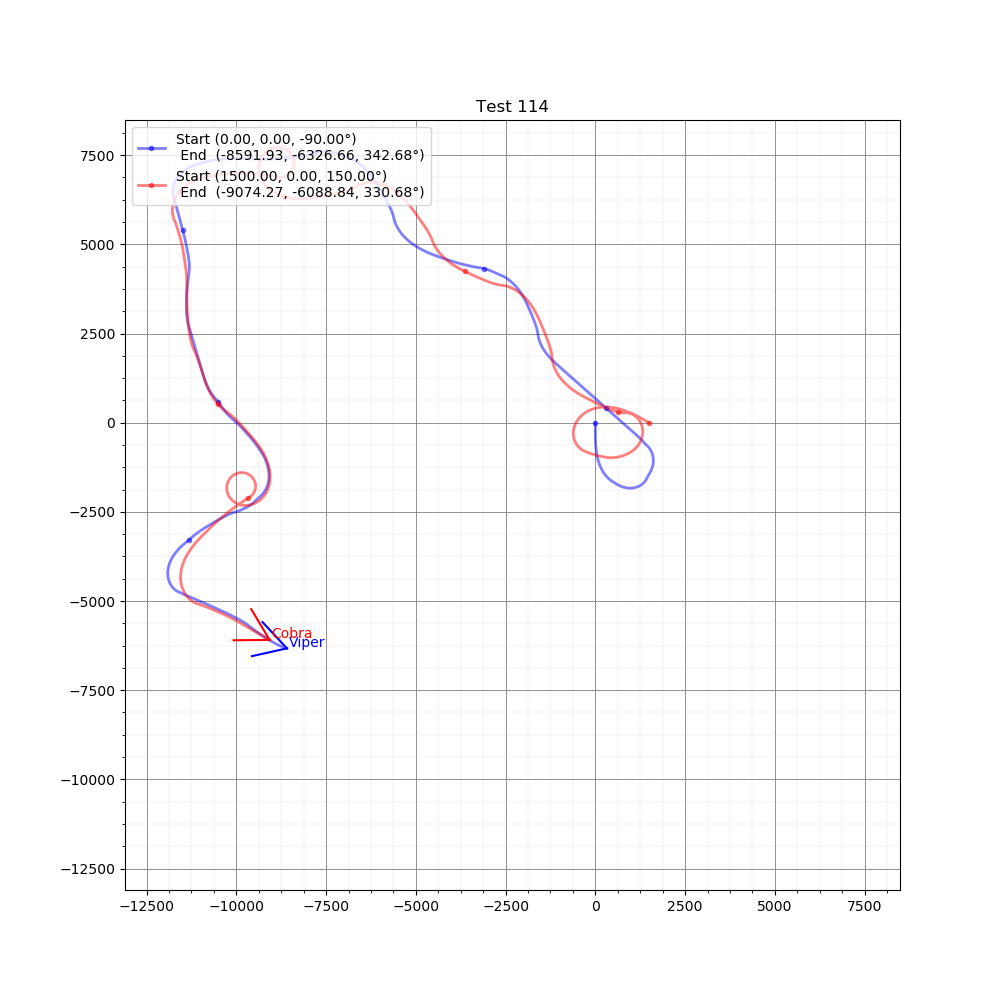 Test 114
Start (0.00, 0.00, -90.00°)
End  (-8591.93, -6326.66, 342.68°)
Start (1500.00, 0.00, 150.00°)
End  (-9074.27, -6088.84, 330.68°)
7500
5000
2500
0
−2500
−5000
−7500
−10000
−12500
Cobra
Viper
−12500 −10000 −7500 −5000 −2500 0 2500 5000 7500